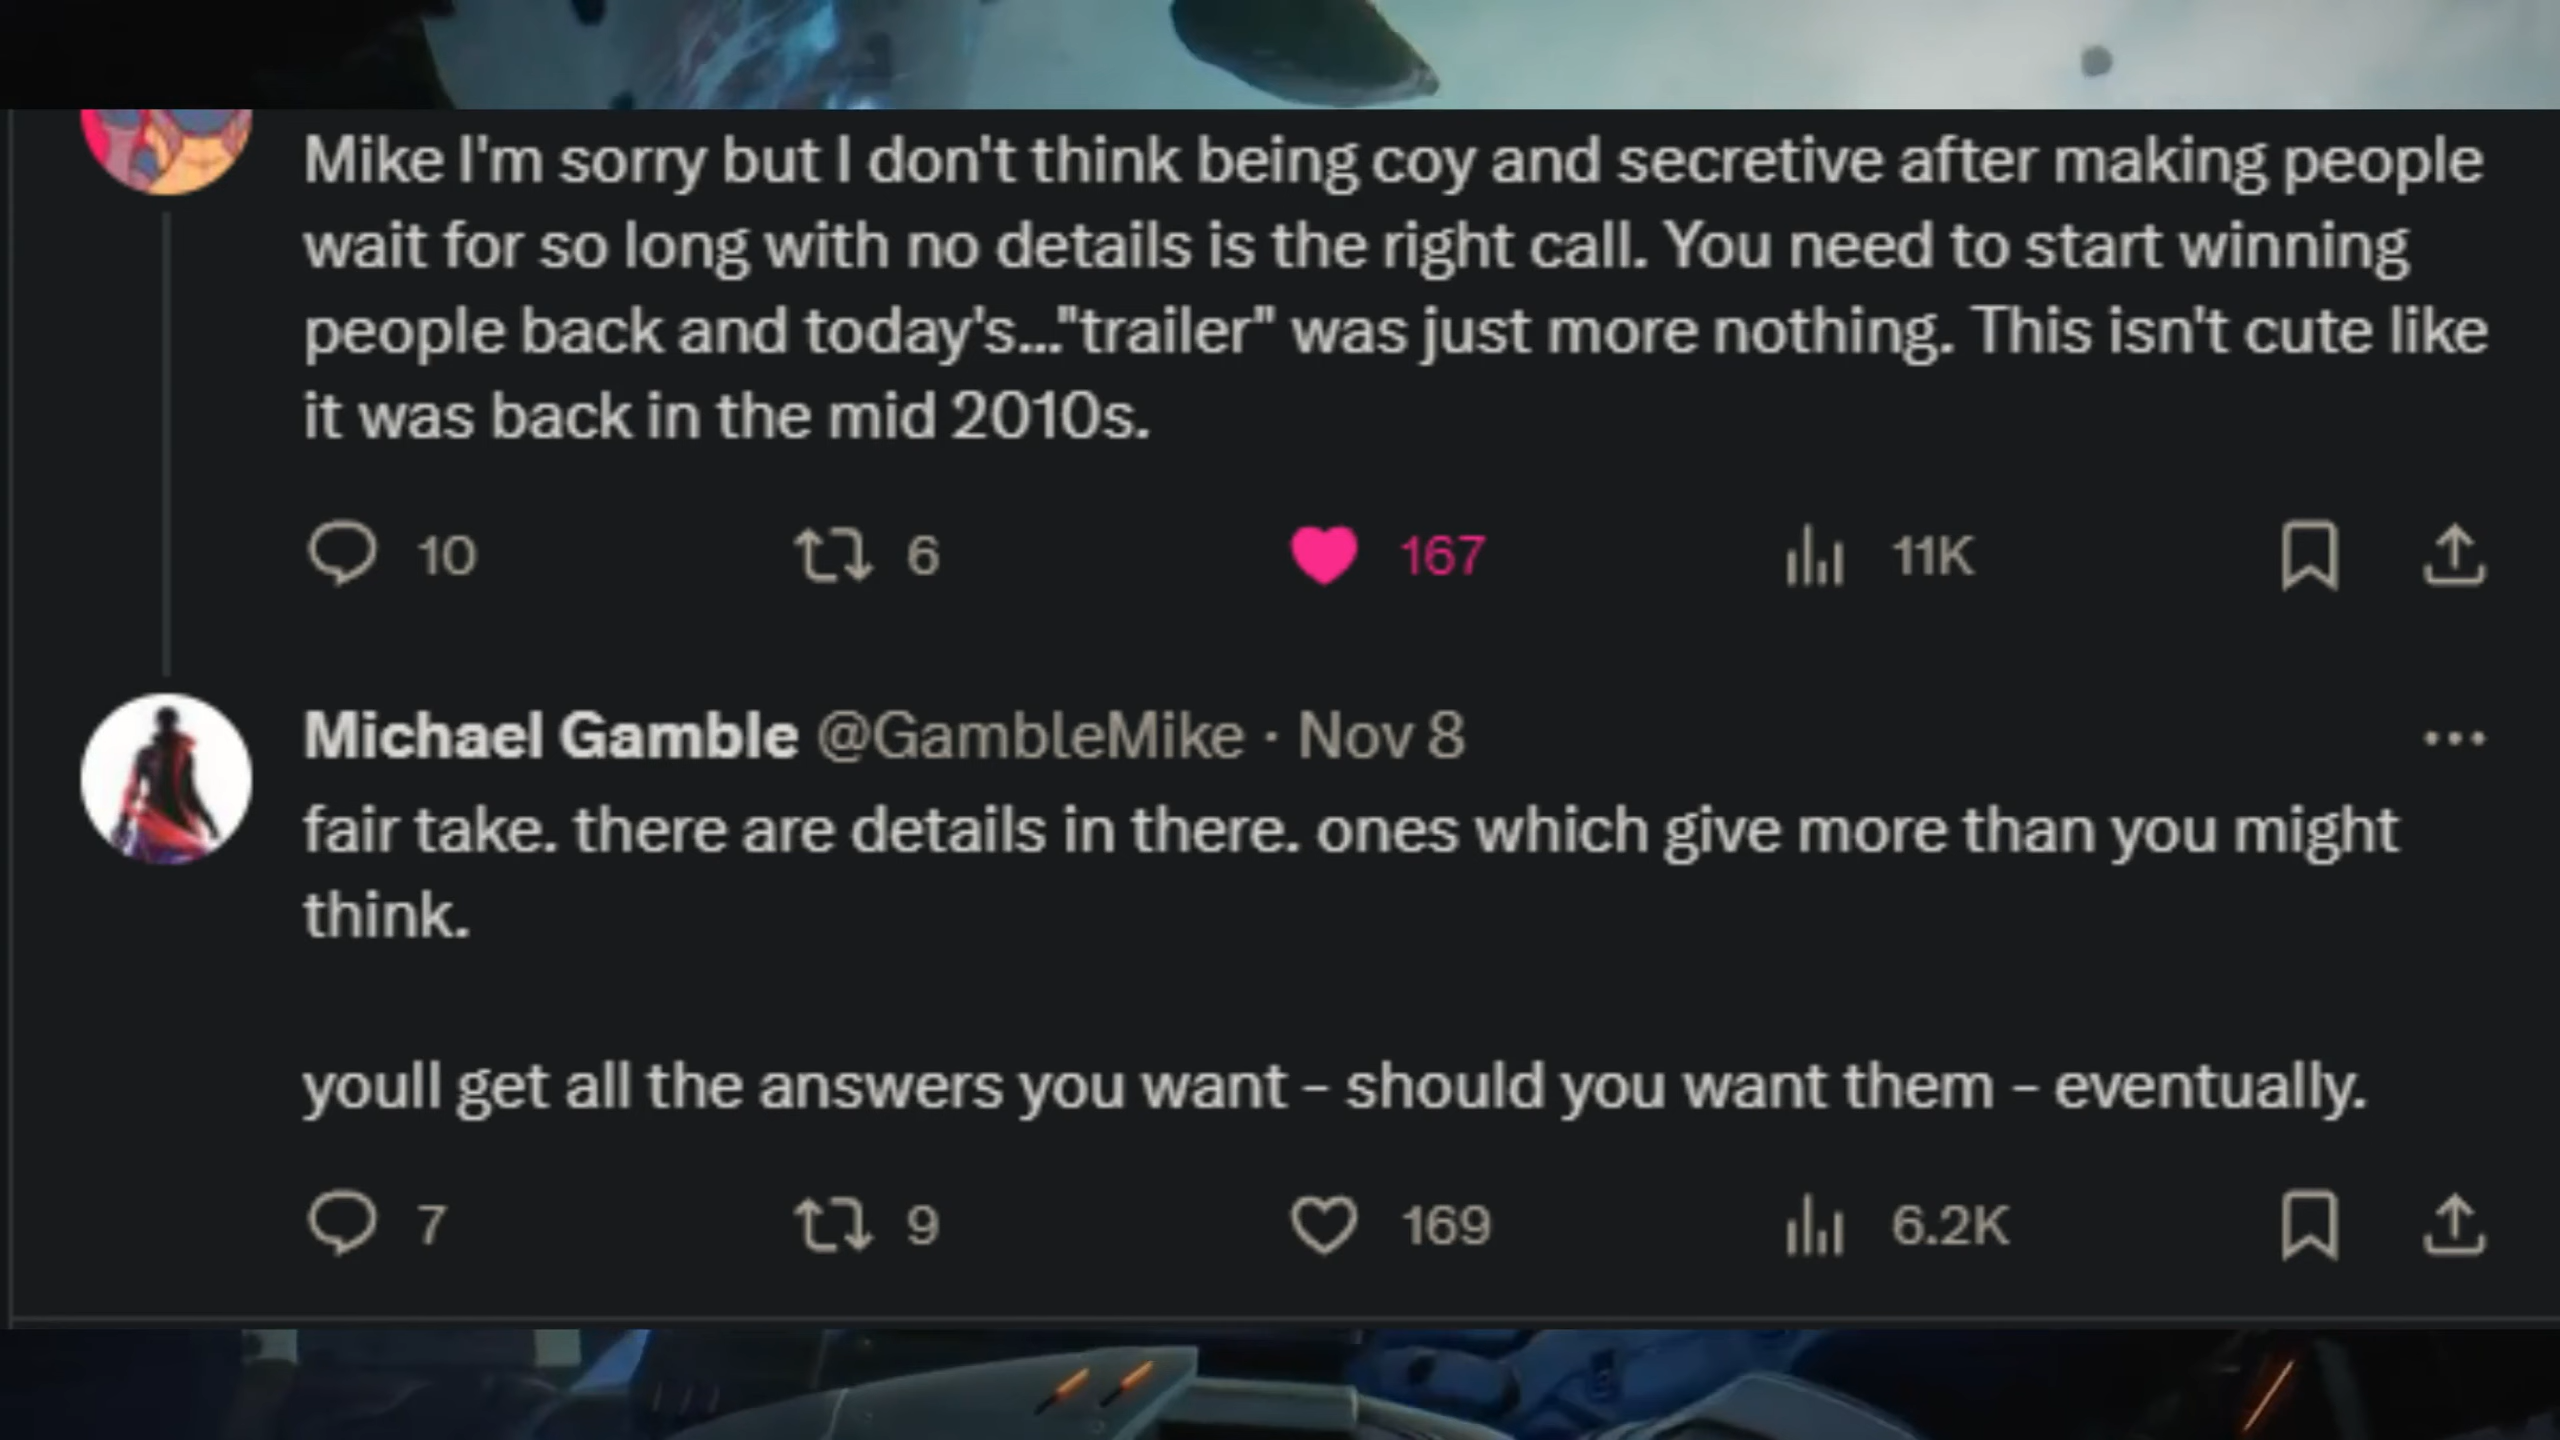 Mike I'm sorry but I don't think being coy and secretive after making people
wait for so long with no details is the right call. You need to start winning
people back and today's..."trailer" was just more nothing. This isn't cute like
it was back in the mid 2010s.
10 6 167 11K
Michael Gamble @GambleMike · Nov 8
fair take. there are details in there. ones which give more than you might
think.
youll get all the answers you want – should you want them – eventually.
7 9 169 6.2K